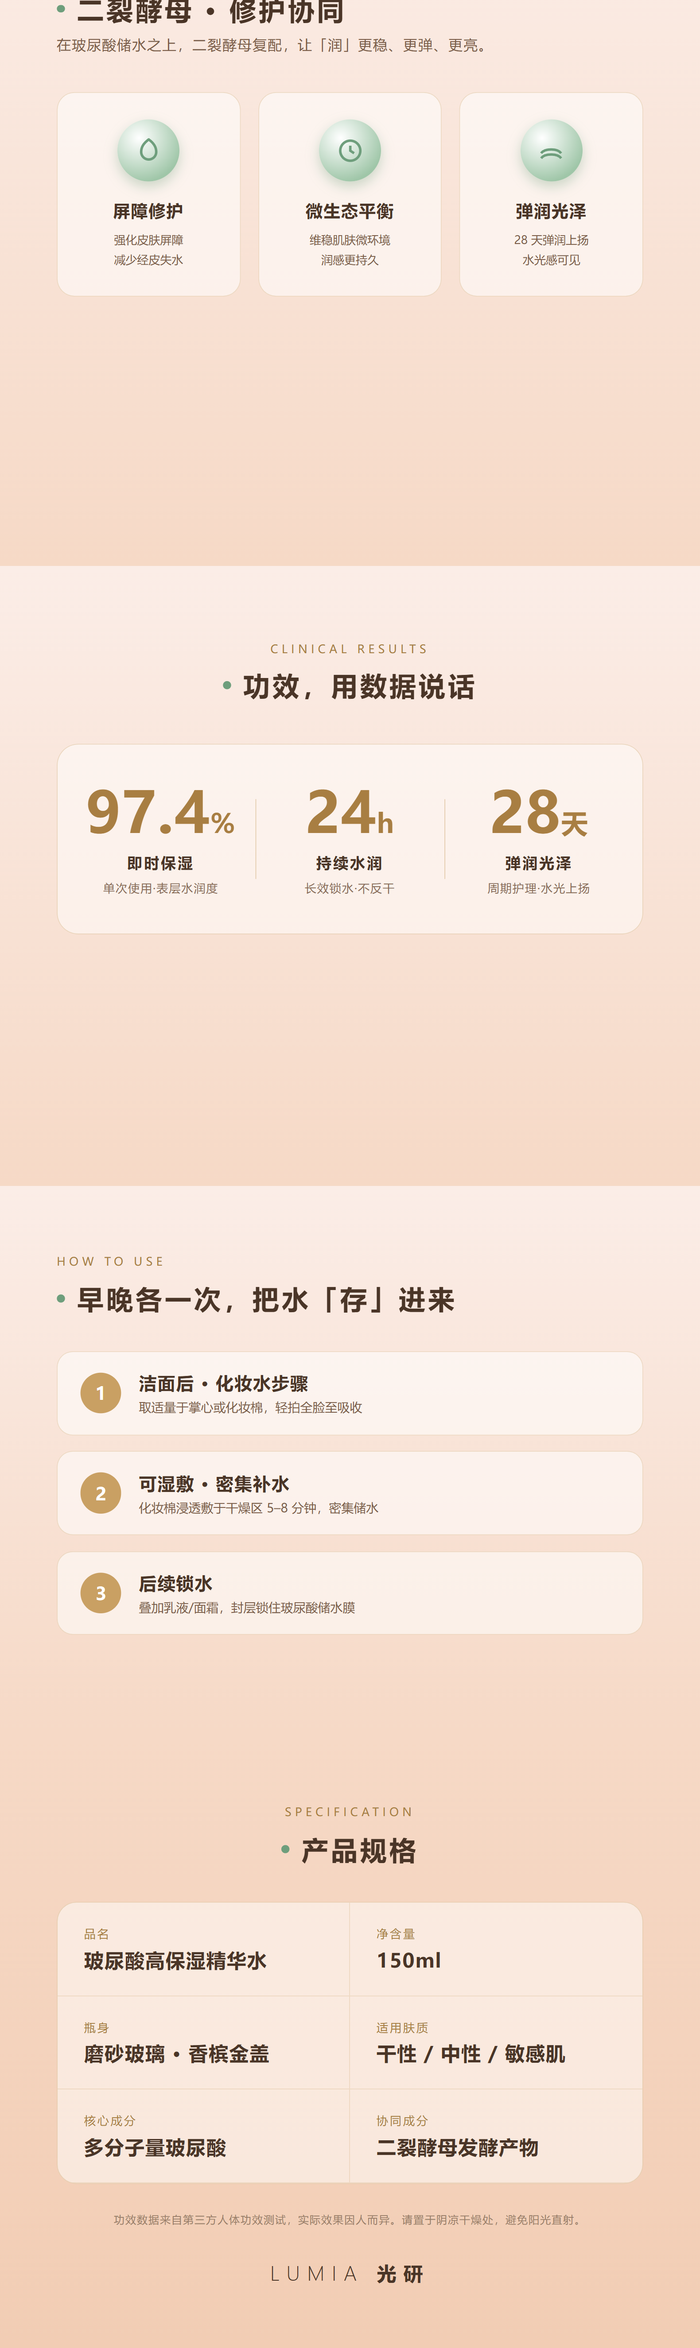 二裂酵母 · 修护协同
在玻尿酸储水之上，二裂酵母复配，让「润」更稳、更弹、更亮。
屏障修护
强化皮肤屏障
减少经皮失水
微生态平衡
维稳肌肤微环境
润感更持久
弹润光泽
28 天弹润上扬
水光感可见
CLINICAL RESULTS
功效，用数据说话
97.4%
即时保湿
单次使用·表层水润度
24h
持续水润
长效锁水·不反干
28天
弹润光泽
周期护理·水光上扬
HOW TO USE
早晚各一次，把水「存」进来
1
洁面后 · 化妆水步骤
取适量于掌心或化妆棉，轻拍全脸至吸收
2
可湿敷 · 密集补水
化妆棉浸透敷于干燥区 5–8 分钟，密集储水
3
后续锁水
叠加乳液/面霜，封层锁住玻尿酸储水膜
SPECIFICATION
产品规格
品名
玻尿酸高保湿精华水
净含量
150ml
瓶身
磨砂玻璃 · 香槟金盖
适用肤质
干性 / 中性 / 敏感肌
核心成分
多分子量玻尿酸
协同成分
二裂酵母发酵产物
功效数据来自第三方人体功效测试，实际效果因人而异。请置于阴凉干燥处，避免阳光直射。
LUMIA 光研